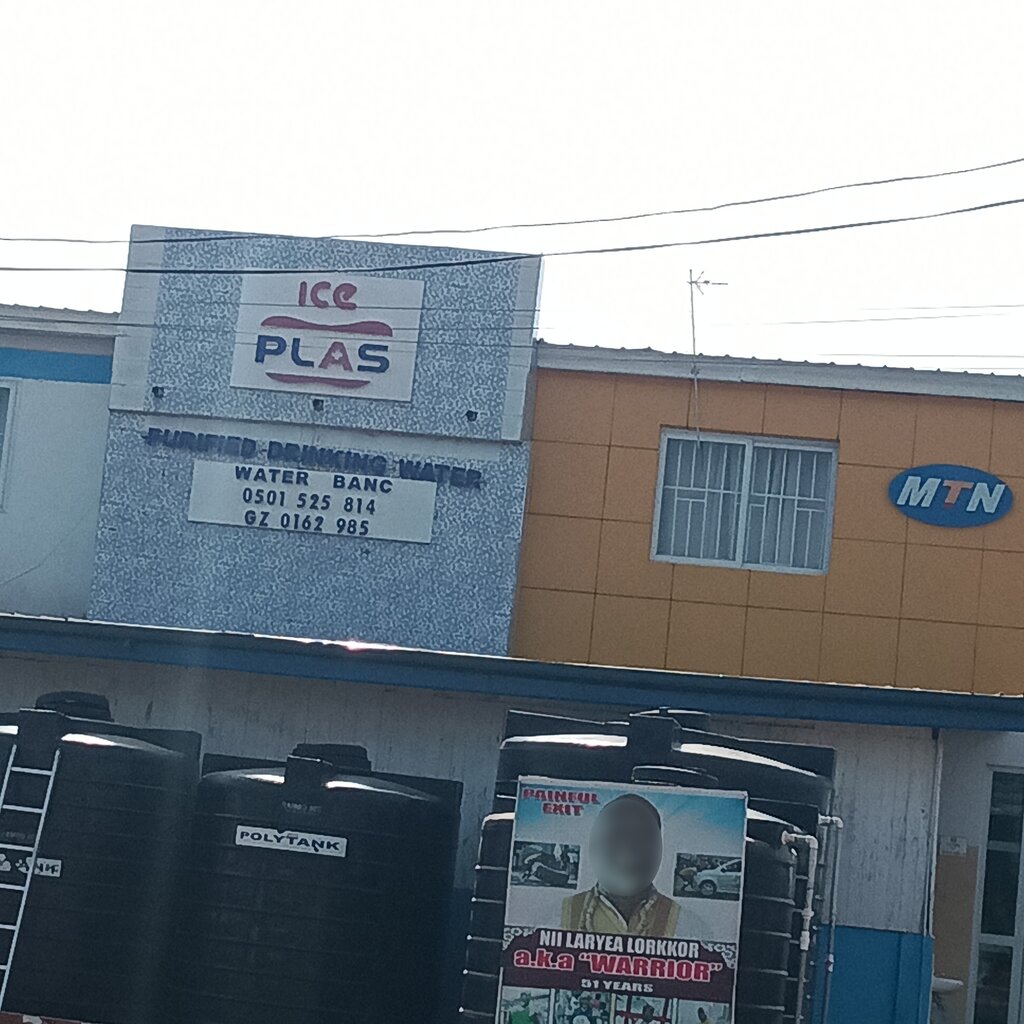 ICE
PLAS
PURIFIED DRINKING WATER
WATER BANC
0501 525 814
GZ 0162 985
MTN
POLYTANK
PAINFUL
EXIT
NII LARYEA LORKKOR
a.k.a "WARRIOR"
51 YEARS